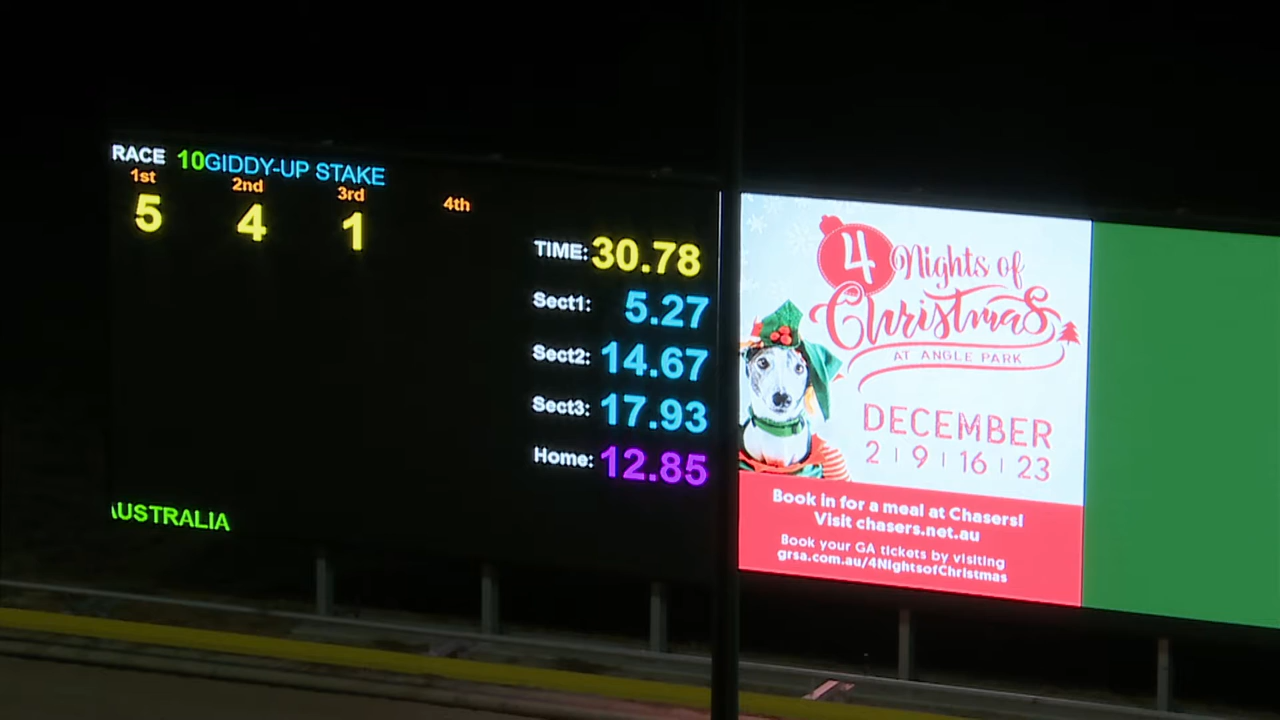 RACE 10GIDDY-UP STAKE
1st 2nd 3rd 4th
5 4 1
TIME: 30.78
Sect1: 5.27
Sect2: 14.67
Sect3: 17.93
Home: 12.85
AUSTRALIA
4 Nights of
Christmas
AT ANGLE PARK
DECEMBER
2 | 9 | 16 | 23
Book in for a meal at Chasers!
Visit chasers.net.au
Book your GA tickets by visiting
grsa.com.au/4NightsofChristmas